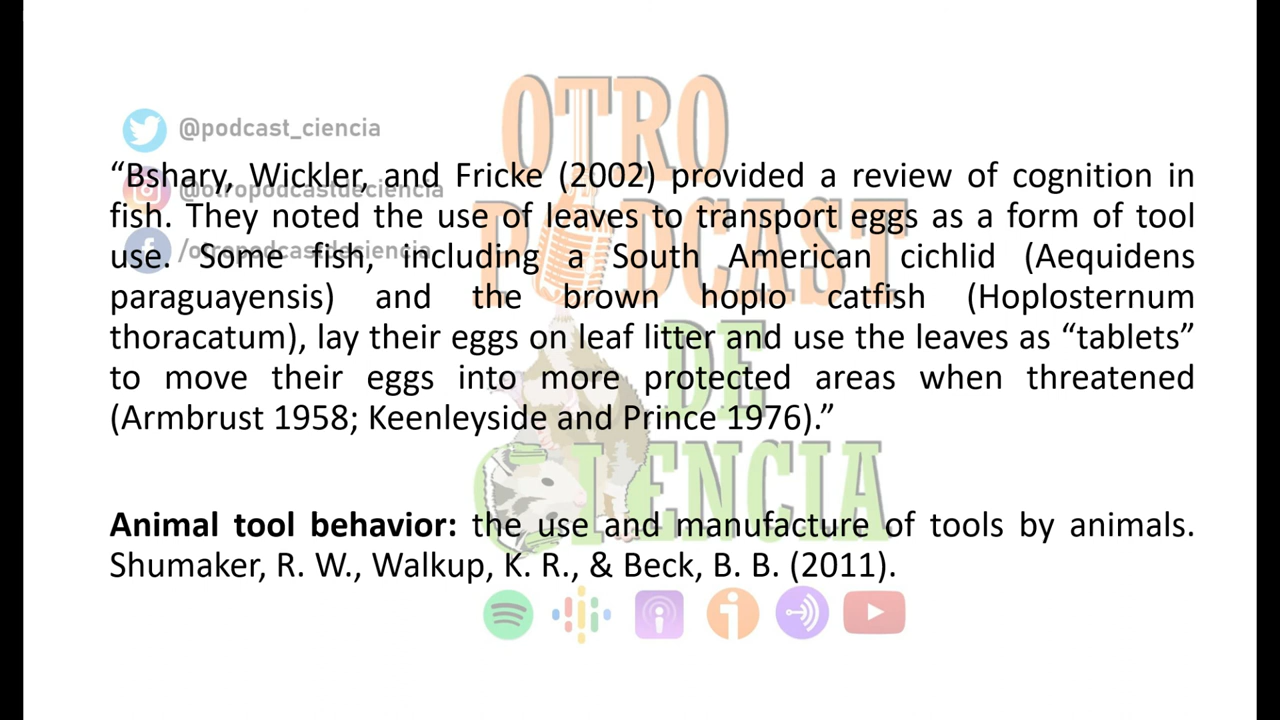 OTRO
@podcast_ciencia
“Bshary, Wickler, and Fricke (2002) provided a review of cognition in
@otropodcastdeciencia
fish. They noted the use of leaves to transport eggs as a form of tool
PODCAST
use. Some fish, including a South American cichlid (Aequidens
/otropodcastdeciencia
paraguayensis) and the brown hoplo catfish (Hoplosternum
thoracatum), lay their eggs on leaf litter and use the leaves as “tablets”
DE
to move their eggs into more protected areas when threatened
(Armbrust 1958; Keenleyside and Prince 1976).”
CIENCIA
Animal tool behavior: the use and manufacture of tools by animals.
Shumaker, R. W., Walkup, K. R., & Beck, B. B. (2011).